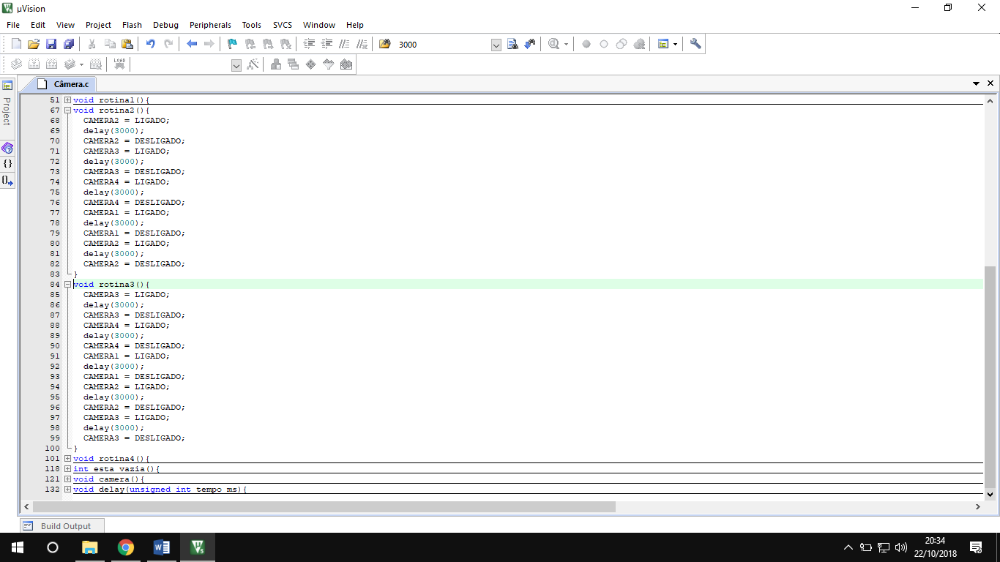 µVision
File Edit View Project Flash Debug Peripherals Tools SVCS Window Help
3000
LOAD
Câmera.c
Project
51 void rotina1(){
67 void rotina2(){
68 CAMERA2 = LIGADO;
69 delay(3000);
70 CAMERA2 = DESLIGADO;
71 CAMERA3 = LIGADO;
72 delay(3000);
73 CAMERA3 = DESLIGADO;
74 CAMERA4 = LIGADO;
75 delay(3000);
76 CAMERA4 = DESLIGADO;
77 CAMERA1 = LIGADO;
78 delay(3000);
79 CAMERA1 = DESLIGADO;
80 CAMERA2 = LIGADO;
81 delay(3000);
82 CAMERA2 = DESLIGADO;
83 }
84 void rotina3(){
85 CAMERA3 = LIGADO;
86 delay(3000);
87 CAMERA3 = DESLIGADO;
88 CAMERA4 = LIGADO;
89 delay(3000);
90 CAMERA4 = DESLIGADO;
91 CAMERA1 = LIGADO;
92 delay(3000);
93 CAMERA1 = DESLIGADO;
94 CAMERA2 = LIGADO;
95 delay(3000);
96 CAMERA2 = DESLIGADO;
97 CAMERA3 = LIGADO;
98 delay(3000);
99 CAMERA3 = DESLIGADO;
100 }
101 void rotina4(){
118 int esta_vazia(){
121 void camera(){
132 void delay(unsigned int tempo_ms){
Build Output
20:34
22/10/2018